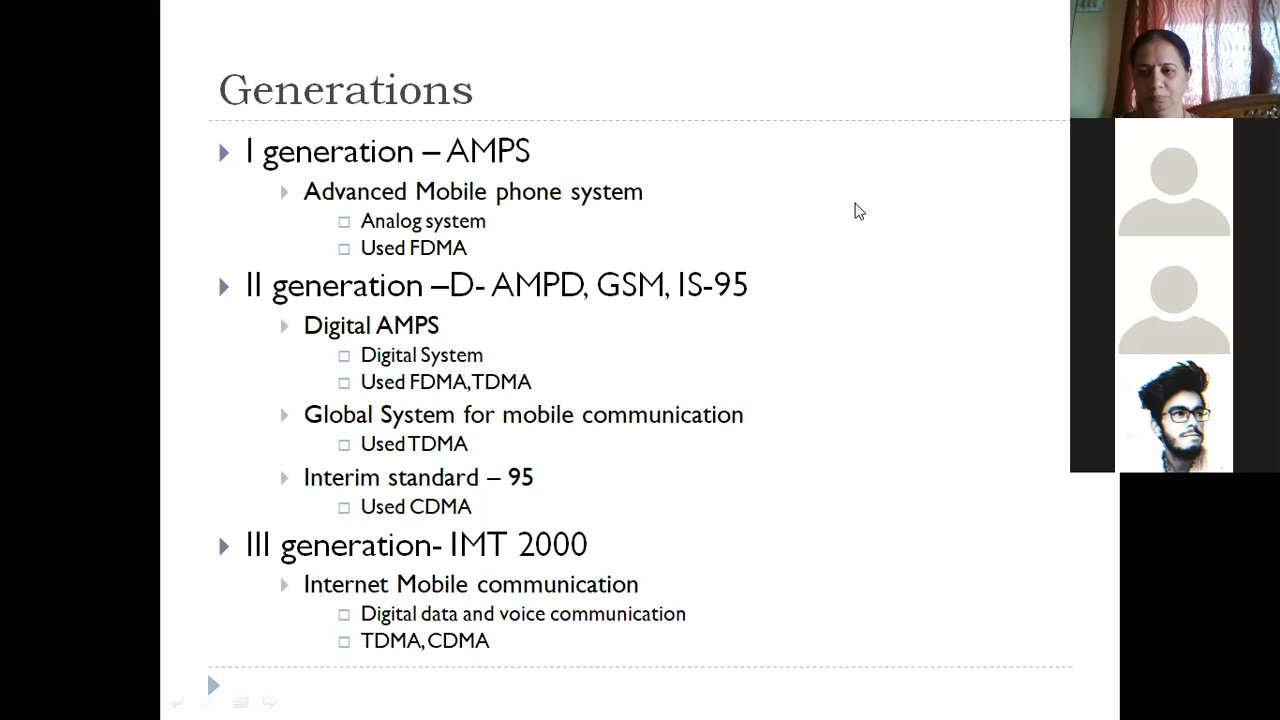 Generations
I generation – AMPS
Advanced Mobile phone system
Analog system
Used FDMA
II generation –D- AMPD, GSM, IS-95
Digital AMPS
Digital System
Used FDMA,TDMA
Global System for mobile communication
Used TDMA
Interim standard – 95
Used CDMA
III generation- IMT 2000
Internet Mobile communication
Digital data and voice communication
TDMA, CDMA